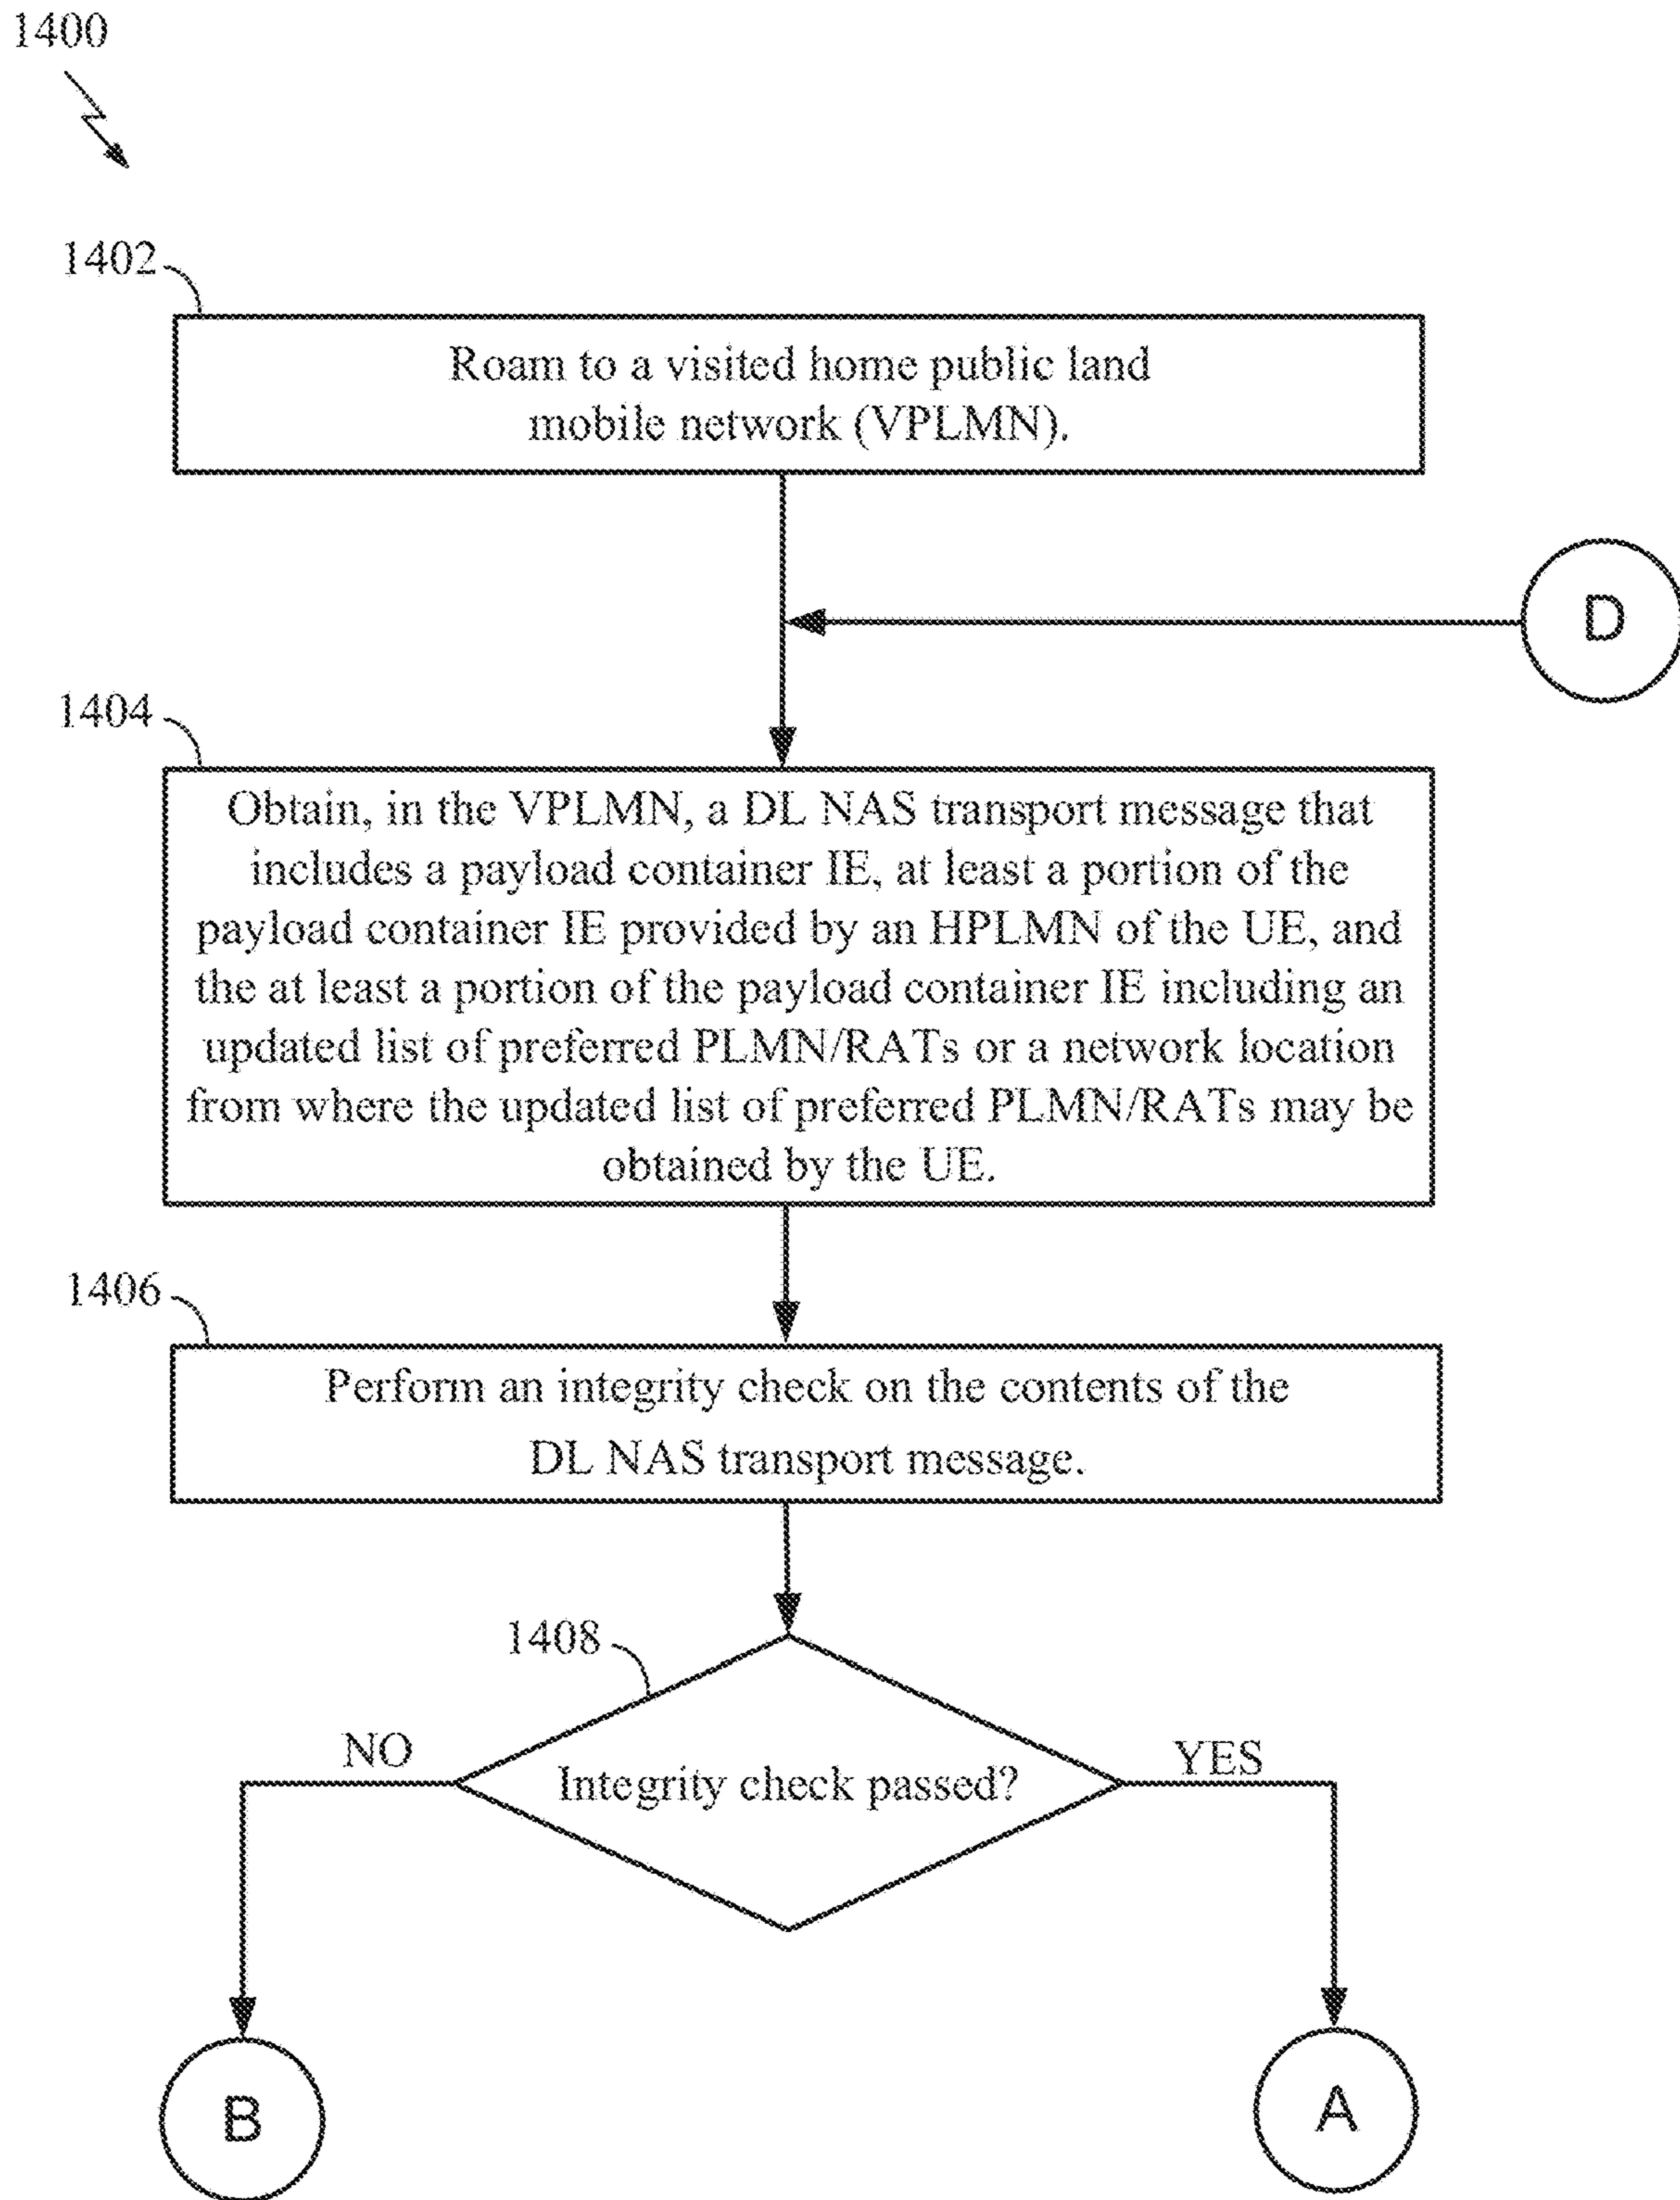 1400
1402
Roam to a visited home public land
mobile network (VPLMN).
D
1404
Obtain, in the VPLMN, a DL NAS transport message that
includes a payload container IE, at least a portion of the
payload container IE provided by an HPLMN of the UE, and
the at least a portion of the payload container IE including an
updated list of preferred PLMN/RATs or a network location
from where the updated list of preferred PLMN/RATs may be
obtained by the UE.
1406
Perform an integrity check on the contents of the
DL NAS transport message.
1408
NO
Integrity check passed?
YES
B
A